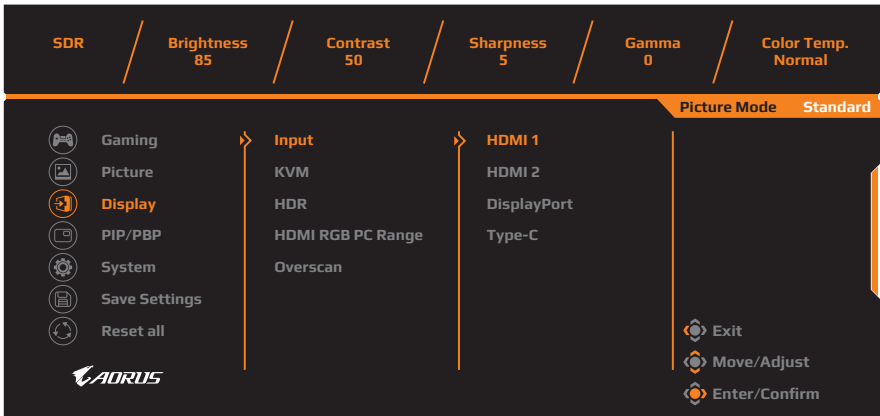 SDR
Brightness
85
Contrast
50
Sharpness
5
Gamma
0
Color Temp.
Normal
Picture Mode Standard
Gaming
Picture
Display
PIP/PBP
System
Save Settings
Reset all
Input
KVM
HDR
HDMI RGB PC Range
Overscan
HDMI 1
HDMI 2
DisplayPort
Type-C
Exit
Move/Adjust
Enter/Confirm
AORUS